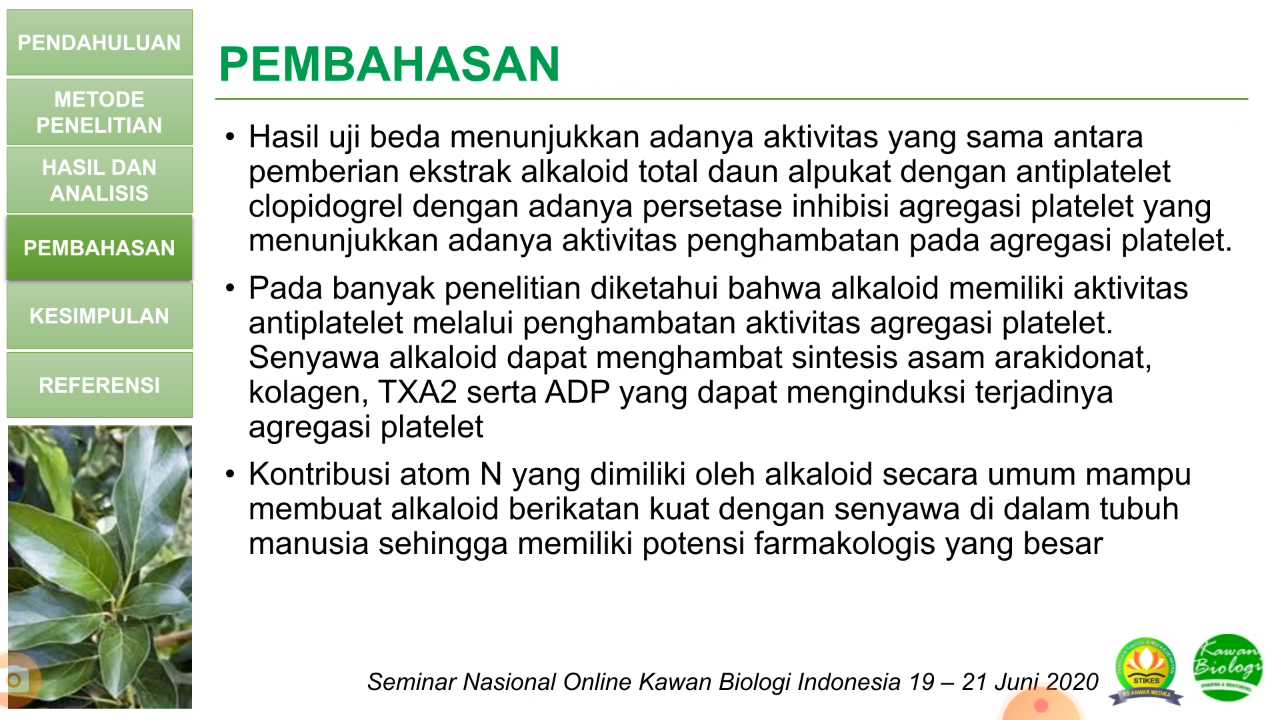 PENDAHULUAN
METODE
PENELITIAN
HASIL DAN
ANALISIS
PEMBAHASAN
KESIMPULAN
REFERENSI
PEMBAHASAN
• Hasil uji beda menunjukkan adanya aktivitas yang sama antara
pemberian ekstrak alkaloid total daun alpukat dengan antiplatelet
clopidogrel dengan adanya persetase inhibisi agregasi platelet yang
menunjukkan adanya aktivitas penghambatan pada agregasi platelet.
• Pada banyak penelitian diketahui bahwa alkaloid memiliki aktivitas
antiplatelet melalui penghambatan aktivitas agregasi platelet.
Senyawa alkaloid dapat menghambat sintesis asam arakidonat,
kolagen, TXA2 serta ADP yang dapat menginduksi terjadinya
agregasi platelet
• Kontribusi atom N yang dimiliki oleh alkaloid secara umum mampu
membuat alkaloid berikatan kuat dengan senyawa di dalam tubuh
manusia sehingga memiliki potensi farmakologis yang besar
Seminar Nasional Online Kawan Biologi Indonesia 19 – 21 Juni 2020
STIKES
RS ANWAR MEDIKA
Kawan
Biologi